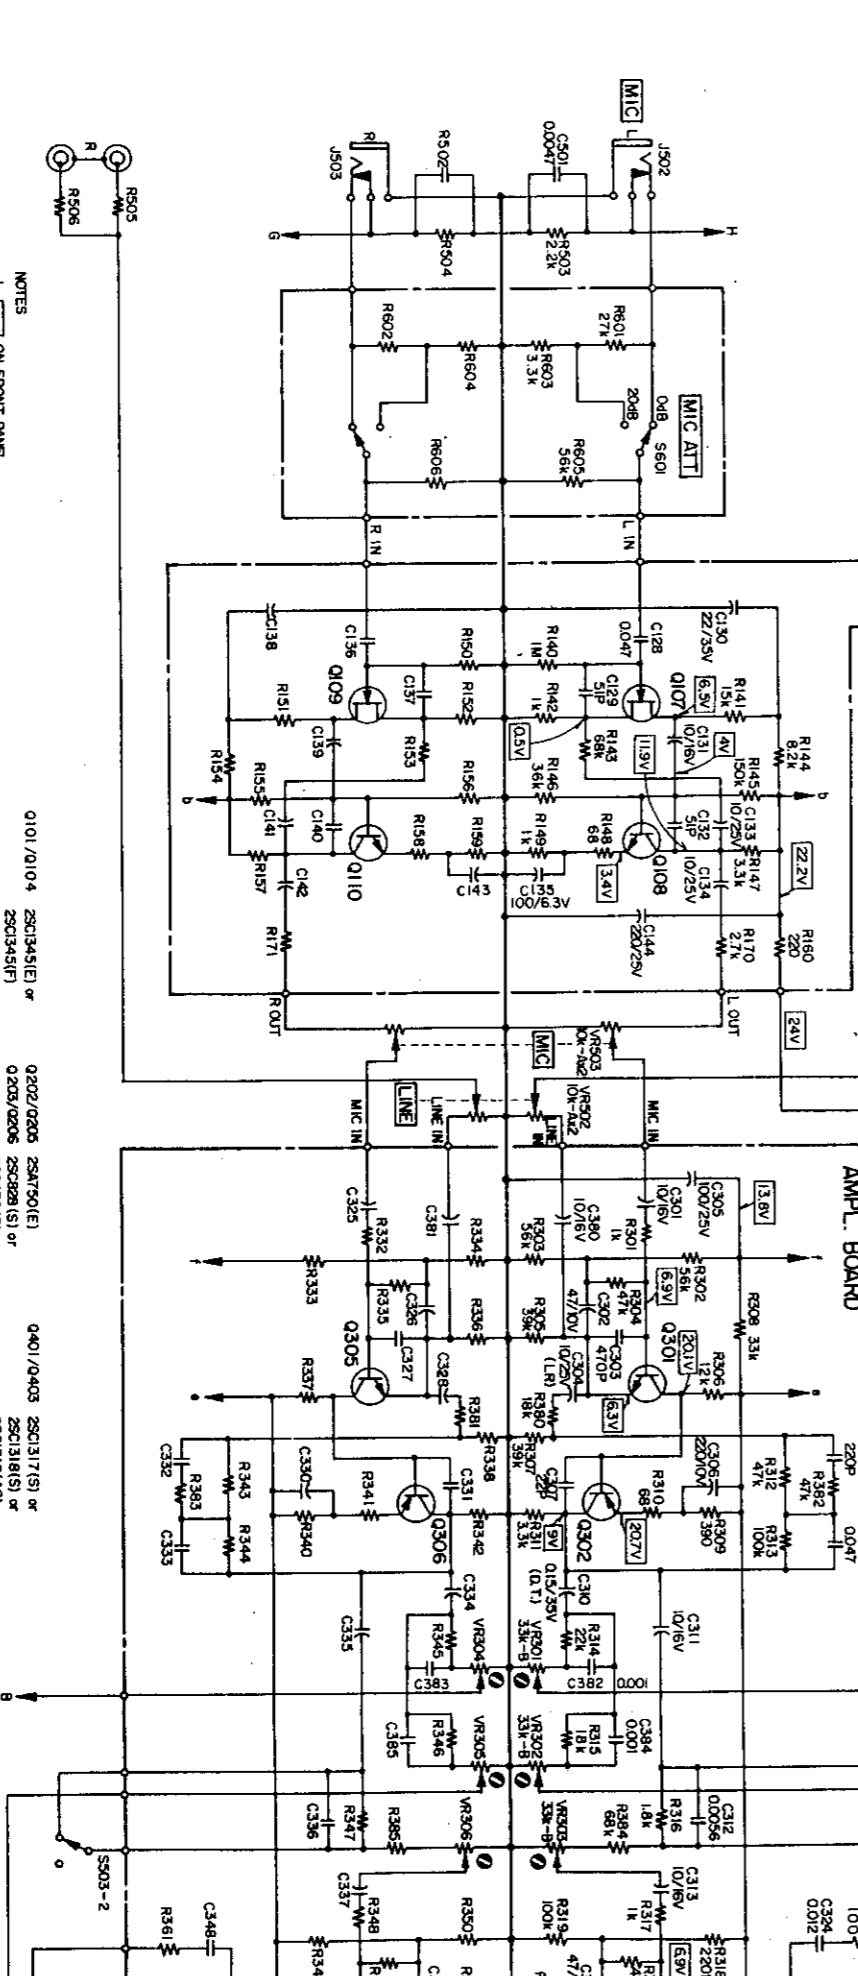 MIC
L
J502
C501
0.0047
R502
R
J503
H
R503
2.2k
R504
G
R
R505
R506
NOTES
ON FRONT PANEL
R601
27k
R603
3.3k
R604
R602
MIC ATT
0dB
20dB
S601
R605
56k
R606
L IN
R IN
C130
22/35V
C128
0.047
R140
1M
R150
C136
C138
Q107
6.5V
R141
15k
C129
51P
R142
1k
R152
C137
Q109
R151
0.5V
R143
68k
11.9V
C131
10/16V
4V
R144
8.2k
R153
C139
R154
b
R145
150k
R146
36k
R156
R155
b
C133
10/25V
C132
51P
C140
C141
R147
3.3k
Q108
R148
68
R149
1k
R159
R158
Q110
R157
22.2V
C134
10/25V
3.4V
C135
100/6.3V
C143
C142
R160
220
R170
2.7k
C144
220/25V
R171
24V
L OUT
R OUT
VR503
10k-Ax2
MIC
VR502
10k-Ax2
LINE
MIC IN
LINE IN
LINE IN
MIC IN
Q101/Q104 2SC1345(E) or
2SC1345(F)
Q202/Q205 2SA750(E)
Q203/Q206 2SC828(S) or
Q401/Q403 2SC1317(S) or
2SC1318(S) or
AMPL. BOARD
13.8V
C305
100/25V
C301
10/16V
R301
1k
C380
10/16V
R303
56k
R334
C381
R332
C325
R302
56k
R333
6.9V
R304
47k
C302
47/10V
C326
R335
R308
33k
Q301
C303
470P
R305
39k
R336
C327
Q305
20.1V
R306
12k
6.3V
C304
10/25V
(LR)
C328
R337
R380
18k
R307
39k
R381
R338
220P
R382
47k
0.047
R312
47k
R313
100k
C306
220/10V
R309
390
R310
68
C307
22P
Q302
20.7V
R311
3.3k
9V
C331
R342
Q306
R341
C330
R340
R343
R344
C332
R383
C333
C310
0.15/35V
(D.T.)
C334
C311
10/16V
C335
R314
22k
VR301
33k-B
VR304
R345
C382
0.001
C383
B
C384
0.001
R315
18k
VR302
33k-B
VR305
R346
C385
C312
0.0056
R316
1.8k
R384
68k
VR303
33k-B
VR306
R385
R347
C336
S503-2
C313
10/16V
R317
1k
R319
100k
R350
R348
C337
C324
0.012
R318
6.9V
C348
R361